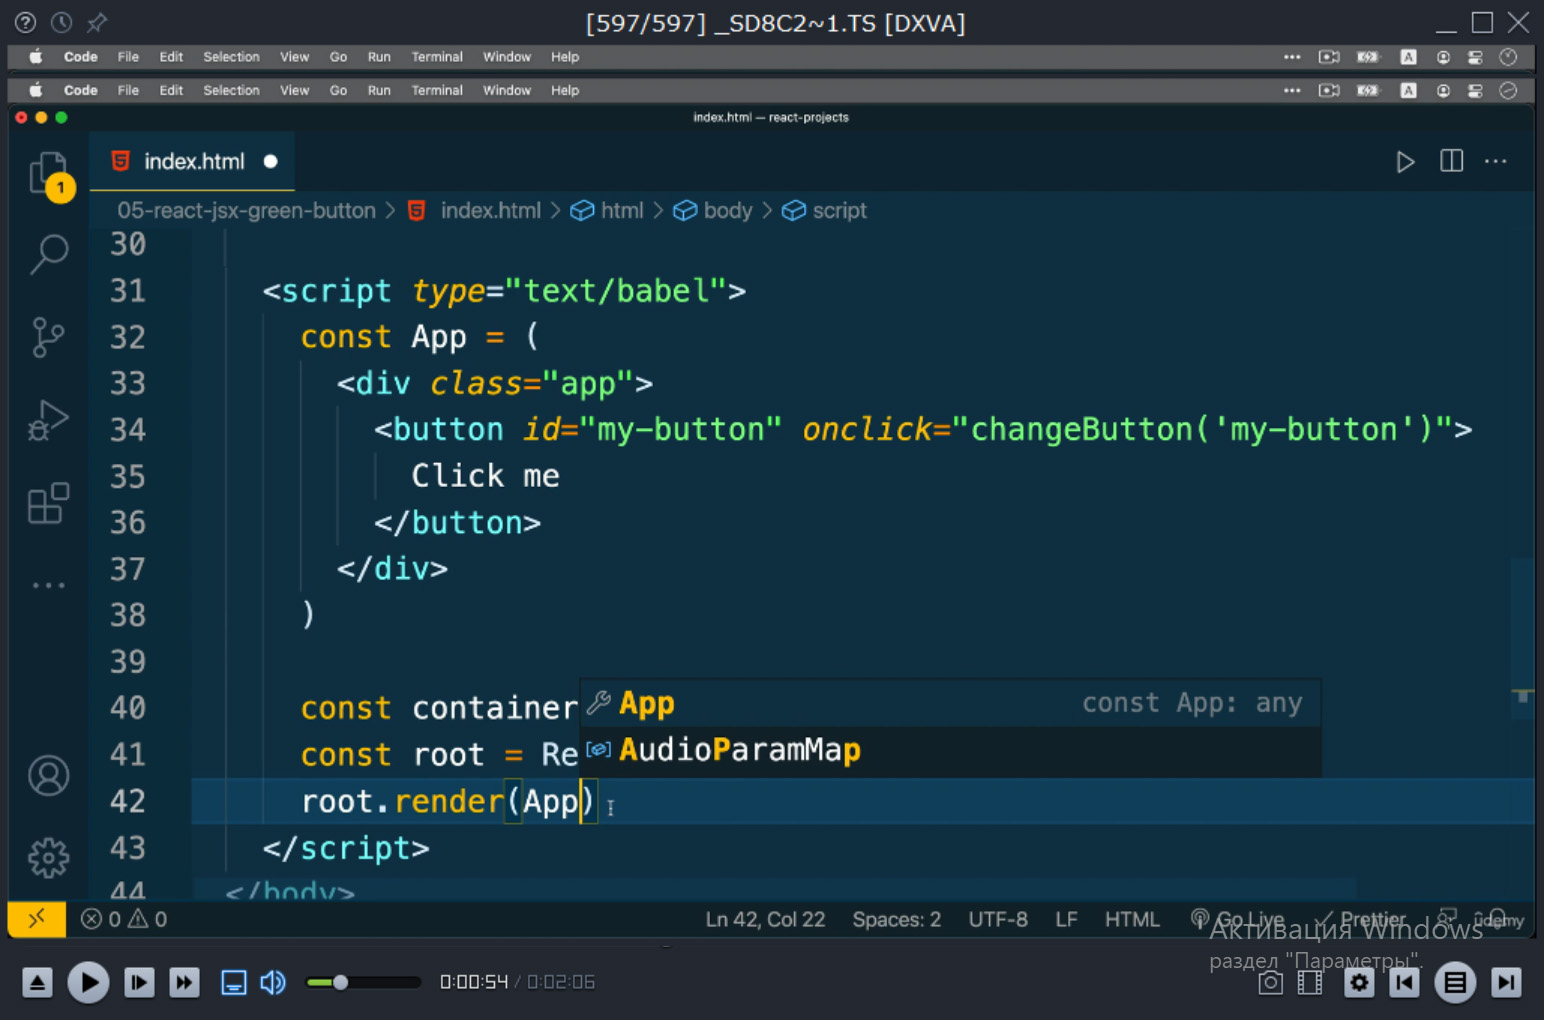 [597/597] _SD8C2~1.TS [DXVA]
Code File Edit Selection View Go Run Terminal Window Help
Code File Edit Selection View Go Run Terminal Window Help
index.html — react-projects
index.html
1
05-react-jsx-green-button > index.html > html > body > script
30
31 <script type="text/babel">
32 const App = (
33 <div class="app">
34 <button id="my-button" onclick="changeButton('my-button')">
35 Click me
36 </button>
37 </div>
38 )
39
40 const container
App const App: any
41 const root = Re
AudioParamMap
42 root.render(App)
43 </script>
44 </body>
0 0 Ln 42, Col 22 Spaces: 2 UTF-8 LF HTML Go Live Prettier
ûdemy
Активация Windows
раздел "Параметры".
0:00:54 / 0:02:06